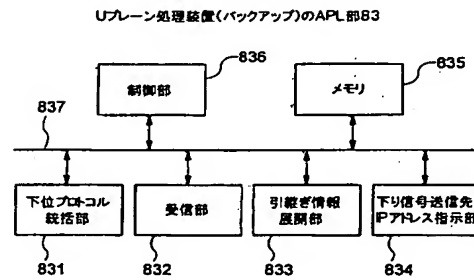 Uプレーン処理装置(バックアップ)のAPL部83
836
835
制御部
メモリ
837
下位プロトコル
統括部
受信部
引継ぎ情報
展開部
下り信号送信先
IPアドレス指示部
831
832
833
834